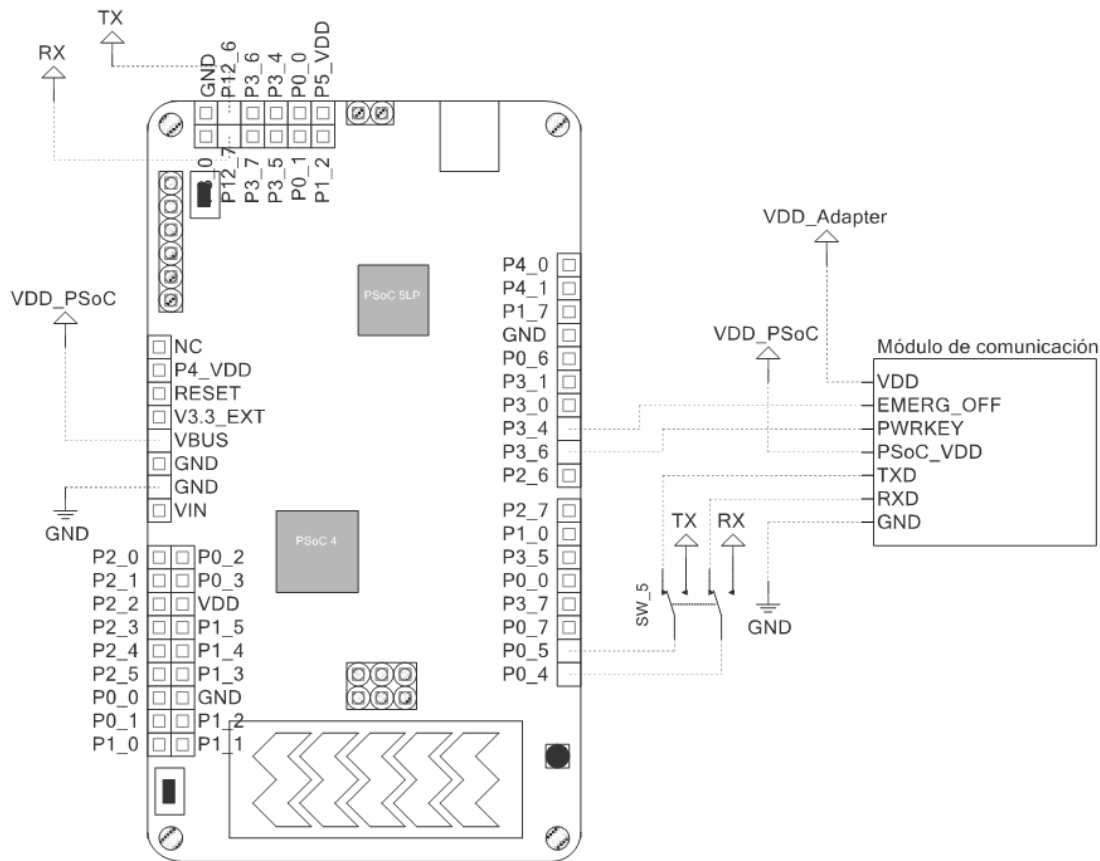 TX
RX
GND
P12_6
P3_6
P3_4
P0_0
P5_VDD
P12_7
P3_7
P3_5
P0_1
P1_2
VDD_PSoC
NC
P4_VDD
RESET
V3.3_EXT
VBUS
GND
GND
VIN
GND
PSoC 5LP
PSoC 4
P2_0 P0_2
P2_1 P0_3
P2_2 VDD
P2_3 P1_5
P2_4 P1_4
P2_5 P1_3
P0_0 GND
P0_1 P1_2
P1_0 P1_1
P4_0
P4_1
P1_7
GND
P0_6
P3_1
P3_0
P3_4
P3_6
P2_6
P2_7
P1_0
P3_5
P0_0
P3_7
P0_7
P0_5
P0_4
VDD_Adapter
VDD_PSoC
Módulo de comunicación
VDD
EMERG_OFF
PWRKEY
PSoC_VDD
TXD
RXD
GND
TX RX
SW_5
GND